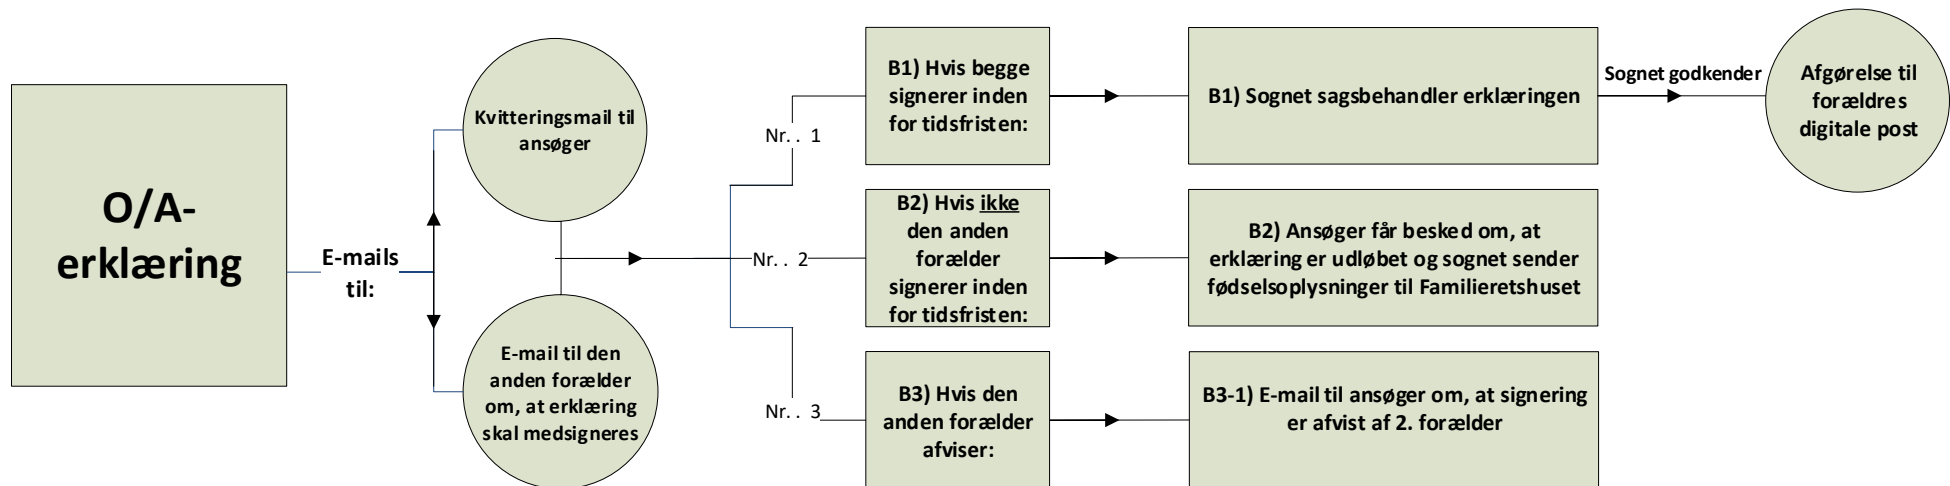 O/A-
erklæring
E-mails
til:
Kvitteringsmail til
ansøger
E-mail til den
anden forælder
om, at erklæring
skal medsigneres
Nr. . 1
B1) Hvis begge
signerer inden
for tidsfristen:
B1) Sognet sagsbehandler erklæringen
Sognet godkender
Afgørelse til
forældres
digitale post
Nr. . 2
B2) Hvis ikke
den anden
forælder
signerer inden
for tidsfristen:
B2) Ansøger får besked om, at
erklæring er udløbet og sognet sender
fødselsoplysninger til Familieretshuset
Nr. . 3
B3) Hvis den
anden forælder
afviser:
B3-1) E-mail til ansøger om, at signering
er afvist af 2. forælder